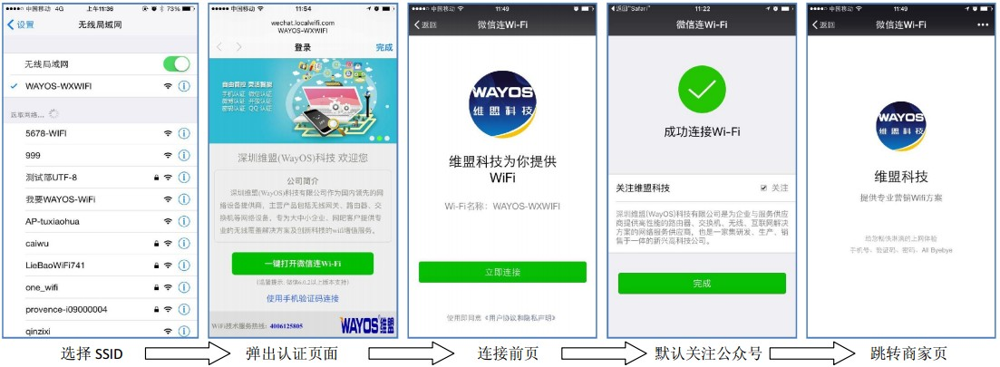 中国移动 4G 上午11:36 73%
设置 无线局域网
无线局域网
WAYOS-WXWIFI
选取网络...
5678-WIFI
999
测试部UTF-8
我要WAYOS-WiFi
AP-tuxiaohua
caiwu
LieBaoWiFi741
one_wifi
provence-i09000004
qinzixi
选择 SSID
中国移动 11:54
wechat.localwifi.com
WAYOS-WXWIFI
登录 完成
自由管控 灵活智能
手机认证 微信认证
QQ认证
深圳维盟(WayOS)科技 欢迎您
公司简介
深圳维盟(WayOS)科技有限公司作为国内领先的网
络设备提供商，主营产品包括无线网关、路由器、交
换机等网络设备，专为大中小企业、网吧客户提供专
业的无线覆盖解决方案及创新科技的wifi增值服务。
一键打开微信连Wi-Fi
(温馨提示: 微信6.0.2以上版本支持)
使用手机验证码连接
WiFi技术服务热线: 4006125805 WAYOS 维盟
弹出认证页面
中国移动 11:49
返回 微信连Wi-Fi
WAYOS
维盟科技
维盟科技为你提供
WiFi
Wi-Fi名称: WAYOS-WXWIFI
立即连接
使用即同意《用户协议和隐私声明》
连接前页
返回"Safari" 11:22
微信连Wi-Fi
成功连接Wi-Fi
关注维盟科技 关注
深圳维盟(WayOS)科技有限公司是为企业与服务供应
商提供高性能的路由器、交换机、无线、互联网解决
方案的网络服务供应商，也是一家集研发、生产、销
售于一体的新兴高科技公司。
完成
默认关注公众号
中国移动 11:49
返回 微信连Wi-Fi
WAYOS
维盟科技
维盟科技
提供专业营销Wifi方案
给您畅快淋漓的上网体验
手机号、验证码、密码，All Byebye
跳转商家页